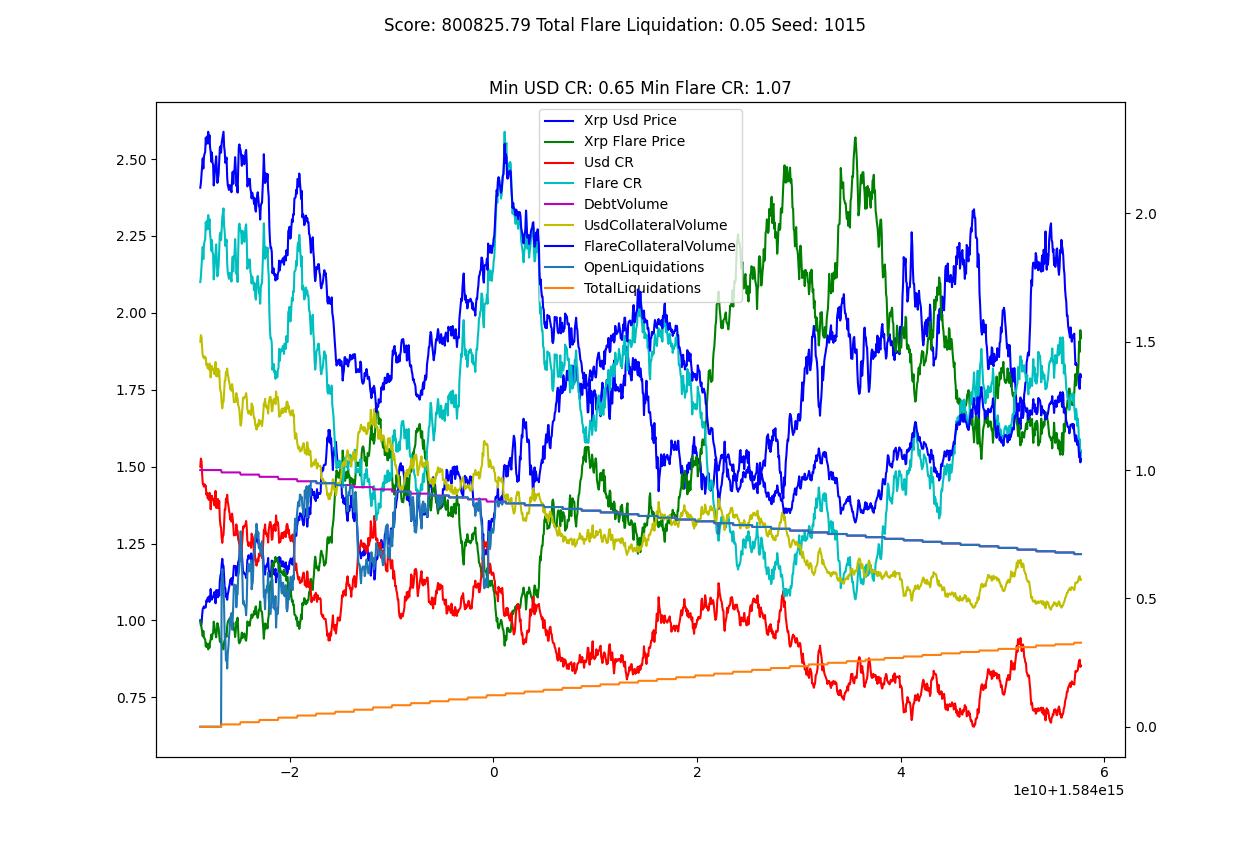 Score: 800825.79 Total Flare Liquidation: 0.05 Seed: 1015
Min USD CR: 0.65 Min Flare CR: 1.07
Xrp Usd Price
Xrp Flare Price
Usd CR
Flare CR
DebtVolume
UsdCollateralVolume
FlareCollateralVolume
OpenLiquidations
TotalLiquidations
2.50
2.25
2.00
1.75
1.50
1.25
1.00
0.75
2.0
1.5
1.0
0.5
0.0
−2 0 2 4 6
1e10+1.584e15